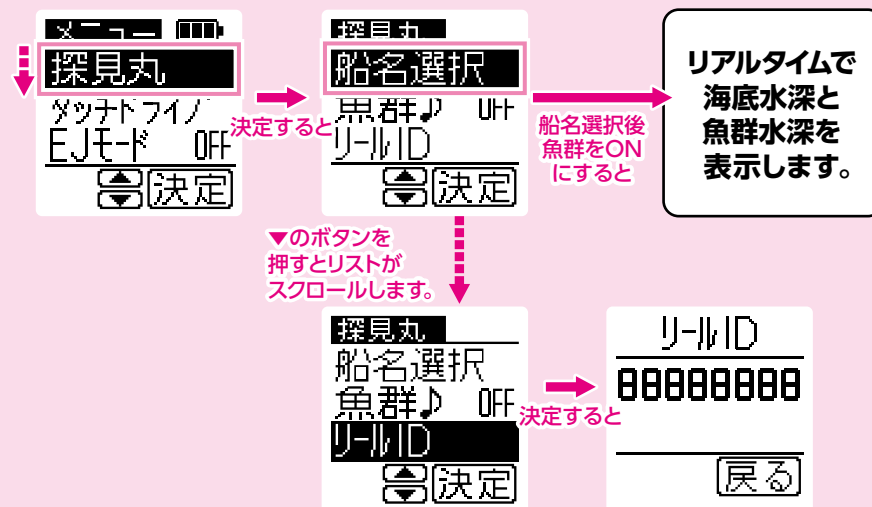 メニュー
探見丸
タッチドライブ
EJモード OFF
決定
決定すると
探見丸
船名選択
魚群♪ OFF
リールID
決定
船名選択後
魚群をON
にすると
リアルタイムで
海底水深と
魚群水深を
表示します。
▼のボタンを
押すとリストが
スクロールします。
探見丸
船名選択
魚群♪ OFF
リールID
決定
決定すると
リールID
88888888
戻る